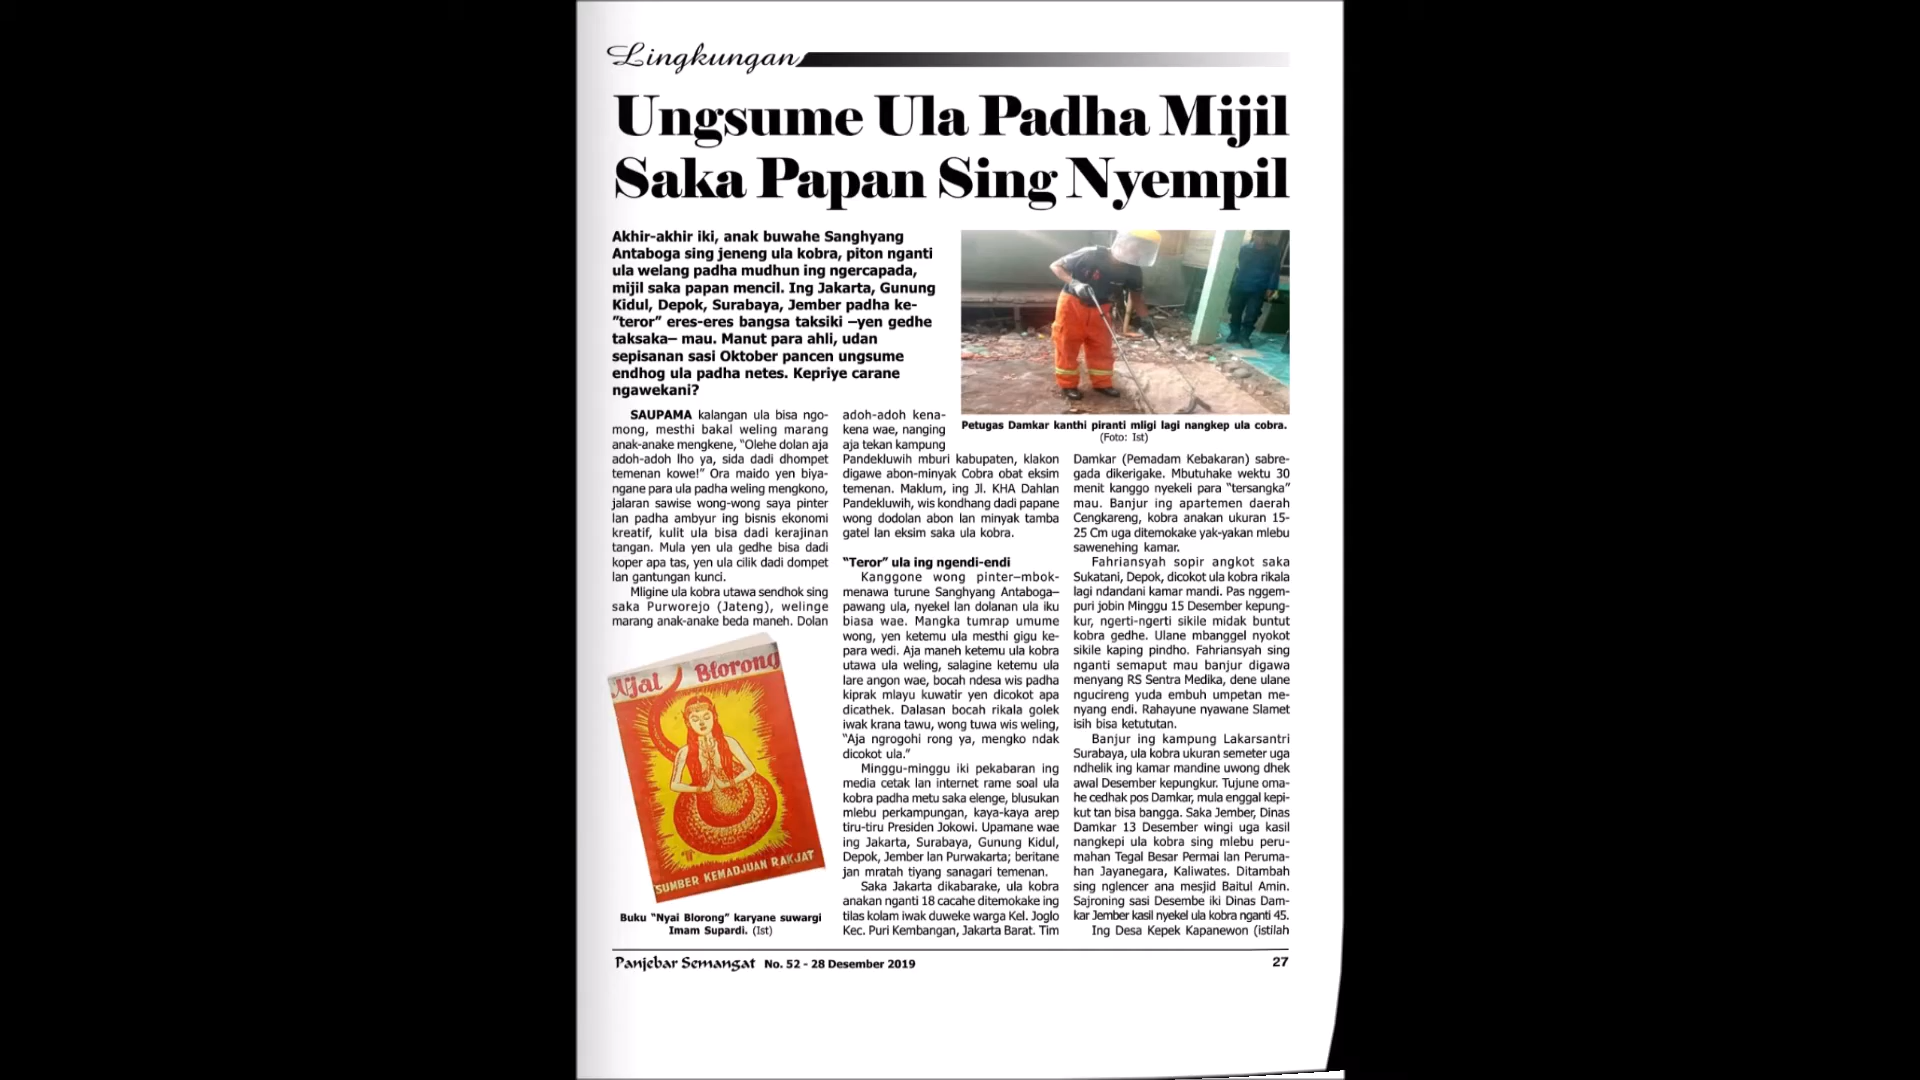 Lingkungan
Ungsume Ula Padha Mijil
Saka Papan Sing Nyempil
Akhir-akhir iki, anak buwahe Sanghyang
Antaboga sing jeneng ula kobra, piton nganti
ula welang padha mudhun ing ngercapada,
mijil saka papan mencil. Ing Jakarta, Gunung
Kidul, Depok, Surabaya, Jember padha ke-
"teror" eres-eres bangsa taksiki –yen gedhe
taksaka– mau. Manut para ahli, udan
sepisanan sasi Oktober pancen ungsume
endhog ula padha netes. Kepriye carane
ngawekani?
SAUPAMA kalangan ula bisa ngo-
mong, mesthi bakal weling marang
anak-anake mengkene, "Olehe dolan aja
adoh-adoh lho ya, sida dadi dhompet
temenan kowe!" Ora maido yen biya-
ngane para ula padha weling mengkono,
jalaran sawise wong-wong saya pinter
lan padha ambyur ing bisnis ekonomi
kreatif, kulit ula bisa dadi kerajinan
tangan. Mula yen ula gedhe bisa dadi
koper apa tas, yen ula cilik dadi dompet
lan gantungan kunci.
Mligine ula kobra utawa sendhok sing
saka Purworejo (Jateng), welinge
marang anak-anake beda maneh. Dolan
Njai Blorong
SUMBER KEMADJUAN RAKJAT
Buku "Nyai Blorong" karyane suwargi
Imam Supardi. (Ist)
adoh-adoh kena-
kena wae, nanging
aja tekan kampung
Pandekluwih mburi kabupaten, klakon
digawe abon-minyak Cobra obat eksim
temenan. Maklum, ing Jl. KHA Dahlan
Pandekluwih, wis kondhang dadi papane
wong dodolan abon lan minyak tamba
gatel lan eksim saka ula kobra.
"Teror" ula ing ngendi-endi
Kanggone wong pinter–mbok-
menawa turune Sanghyang Antaboga–
pawang ula, nyekel lan dolanan ula iku
biasa wae. Mangka tumrap umume
wong, yen ketemu ula mesthi gigu ke-
para wedi. Aja maneh ketemu ula kobra
utawa ula weling, salagine ketemu ula
lare angon wae, bocah ndesa wis padha
kiprak mlayu kuwatir yen dicokot apa
dicathek. Dalasan bocah rikala golek
iwak krana tawu, wong tuwa wis weling,
"Aja ngrogohi rong ya, mengko ndak
dicokot ula."
Minggu-minggu iki pekabaran ing
media cetak lan internet rame soal ula
kobra padha metu saka elenge, blusukan
mlebu perkampungan, kaya-kaya arep
tiru-tiru Presiden Jokowi. Upamane wae
ing Jakarta, Surabaya, Gunung Kidul,
Depok, Jember lan Purwakarta; beritane
jan mratah tiyang sanagari temenan.
Saka Jakarta dikabarake, ula kobra
anakan nganti 18 cacahe ditemokake ing
tilas kolam iwak duweke warga Kel. Joglo
Kec. Puri Kembangan, Jakarta Barat. Tim
Petugas Damkar kanthi piranti mligi lagi nangkep ula cobra.
(Foto: Ist)
Damkar (Pemadam Kebakaran) sabre-
gada dikerigake. Mbutuhake wektu 30
menit kanggo nyekeli para "tersangka"
mau. Banjur ing apartemen daerah
Cengkareng, kobra anakan ukuran 15-
25 Cm uga ditemokake yak-yakan mlebu
sawenehing kamar.
Fahriansyah sopir angkot saka
Sukatani, Depok, dicokot ula kobra rikala
lagi ndandani kamar mandi. Pas nggem-
puri jobin Minggu 15 Desember kepung-
kur, ngerti-ngerti sikile midak buntut
kobra gedhe. Ulane mbanggel nyokot
sikile kaping pindho. Fahriansyah sing
nganti semaput mau banjur digawa
menyang RS Sentra Medika, dene ulane
ngucireng yuda embuh umpetan me-
nyang endi. Rahayune nyawane Slamet
isih bisa ketututan.
Banjur ing kampung Lakarsantri
Surabaya, ula kobra ukuran semeter uga
ndhelik ing kamar mandine uwong dhek
awal Desember kepungkur. Tujune oma-
he cedhak pos Damkar, mula enggal kepi-
kut tan bisa bangga. Saka Jember, Dinas
Damkar 13 Desember wingi uga kasil
nangkepi ula kobra sing mlebu peru-
mahan Tegal Besar Permai lan Peruma-
han Jayanegara, Kaliwates. Ditambah
sing nglencer ana mesjid Baitul Amin.
Sajroning sasi Desembe iki Dinas Dam-
kar Jember kasil nyekel ula kobra nganti 45.
Ing Desa Kepek Kapanewon (istilah
Panjebar Semangat No. 52 - 28 Desember 2019
27